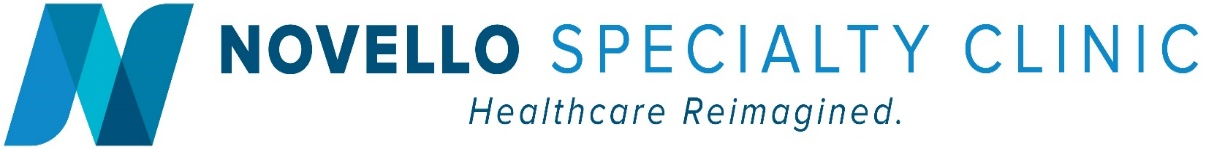 NOVELLO SPECIALTY CLINIC
Healthcare Reimagined.